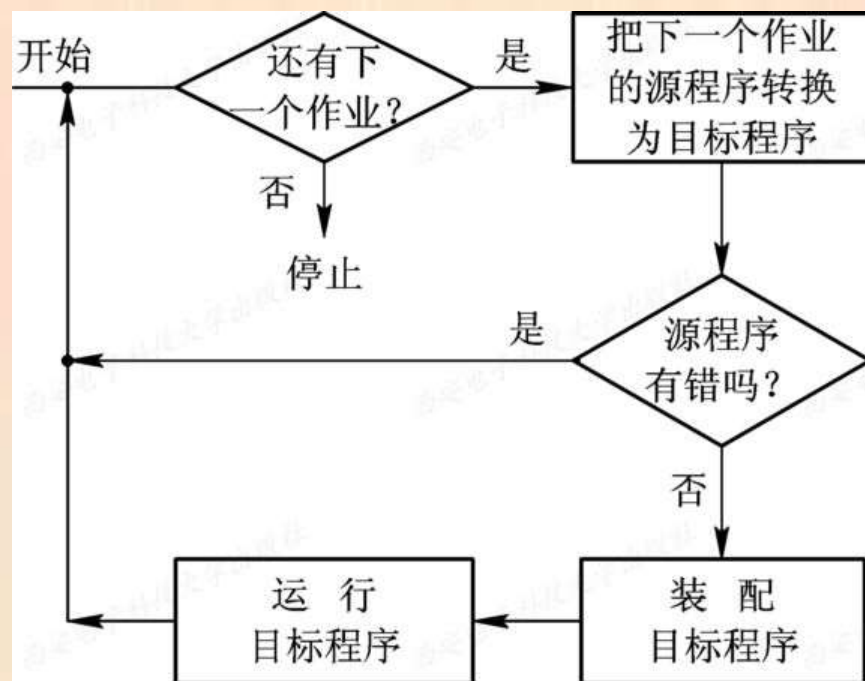 开始
还有下
一个作业？
是
把下一个作业
的源程序转换
为目标程序
否
停止
是
源程序
有错吗？
否
运 行
目标程序
装 配
目标程序